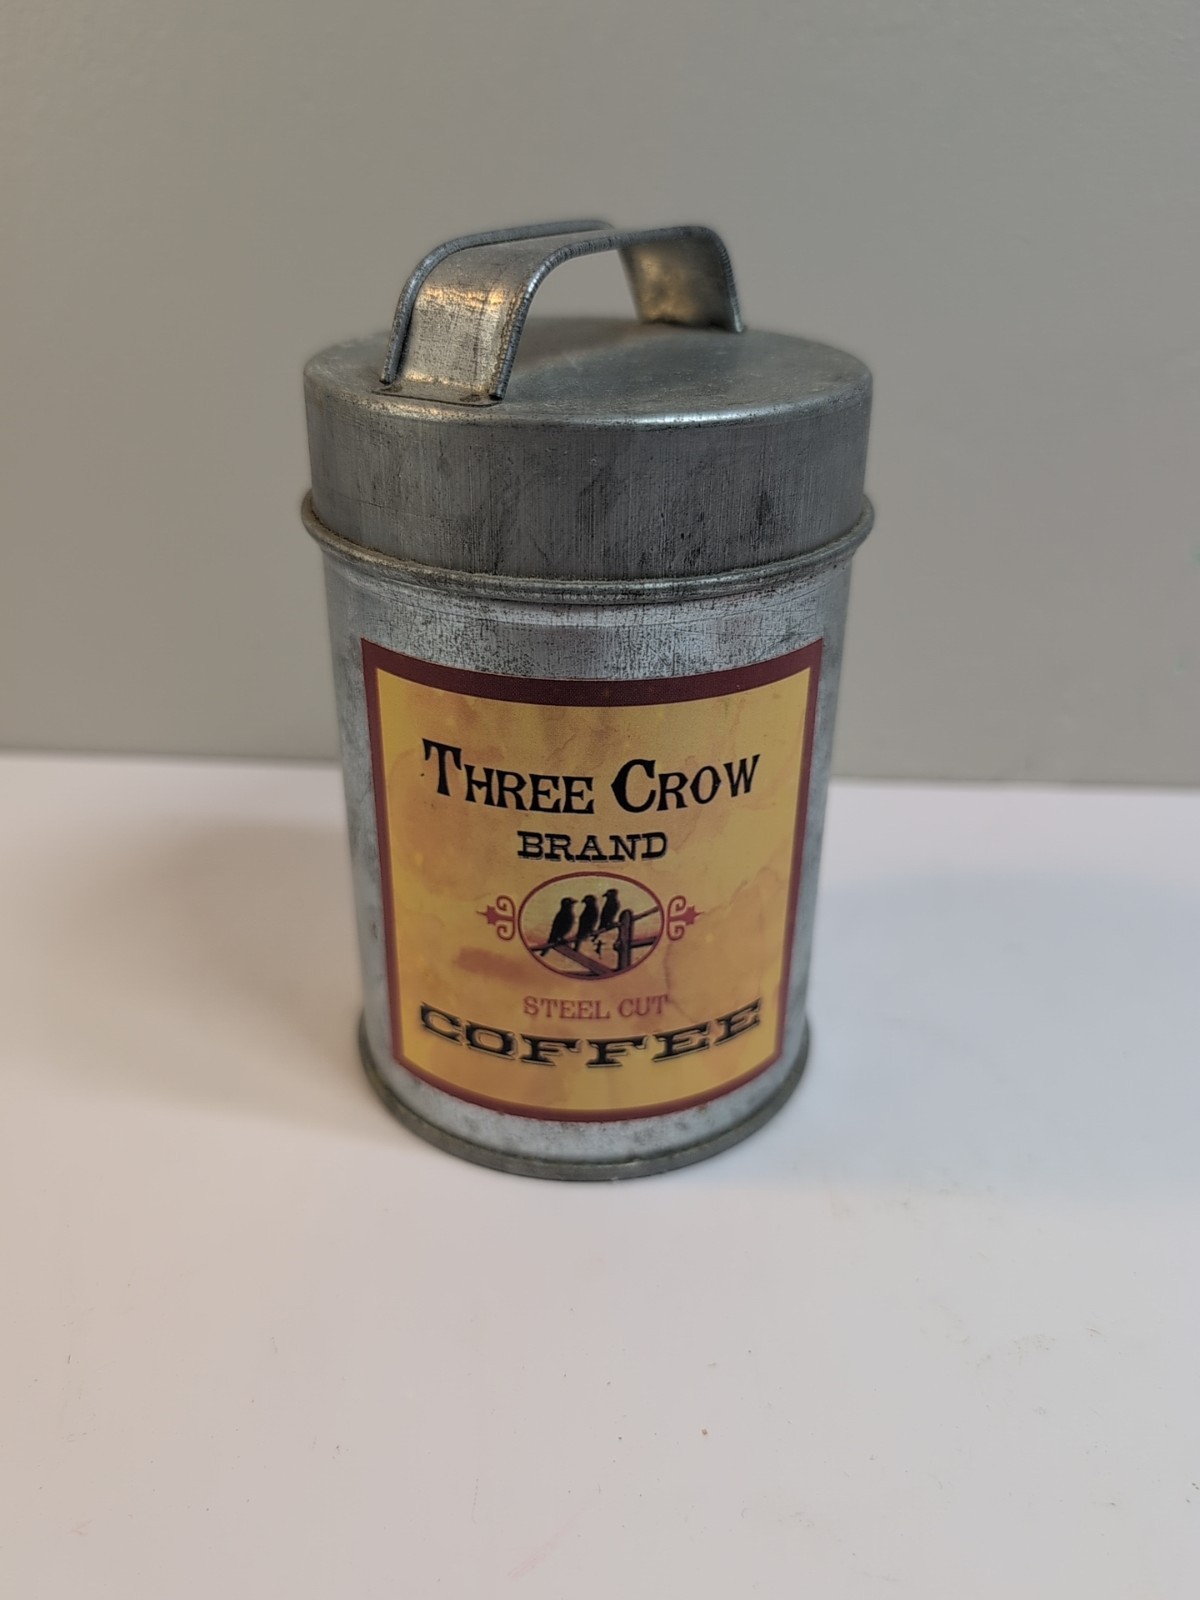 THREE CROW
BRAND
STEEL CUT
COFFEE